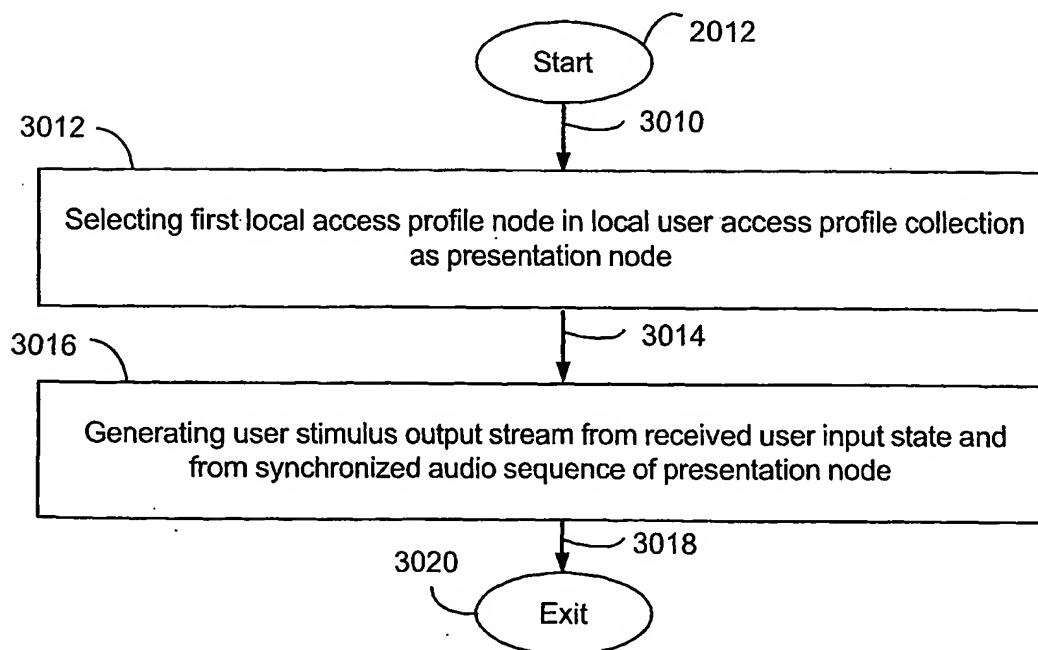 2012
Start
3010
3012
Selecting first local access profile node in local user access profile collection
as presentation node
3014
3016
Generating user stimulus output stream from received user input state and
from synchronized audio sequence of presentation node
3018
3020
Exit